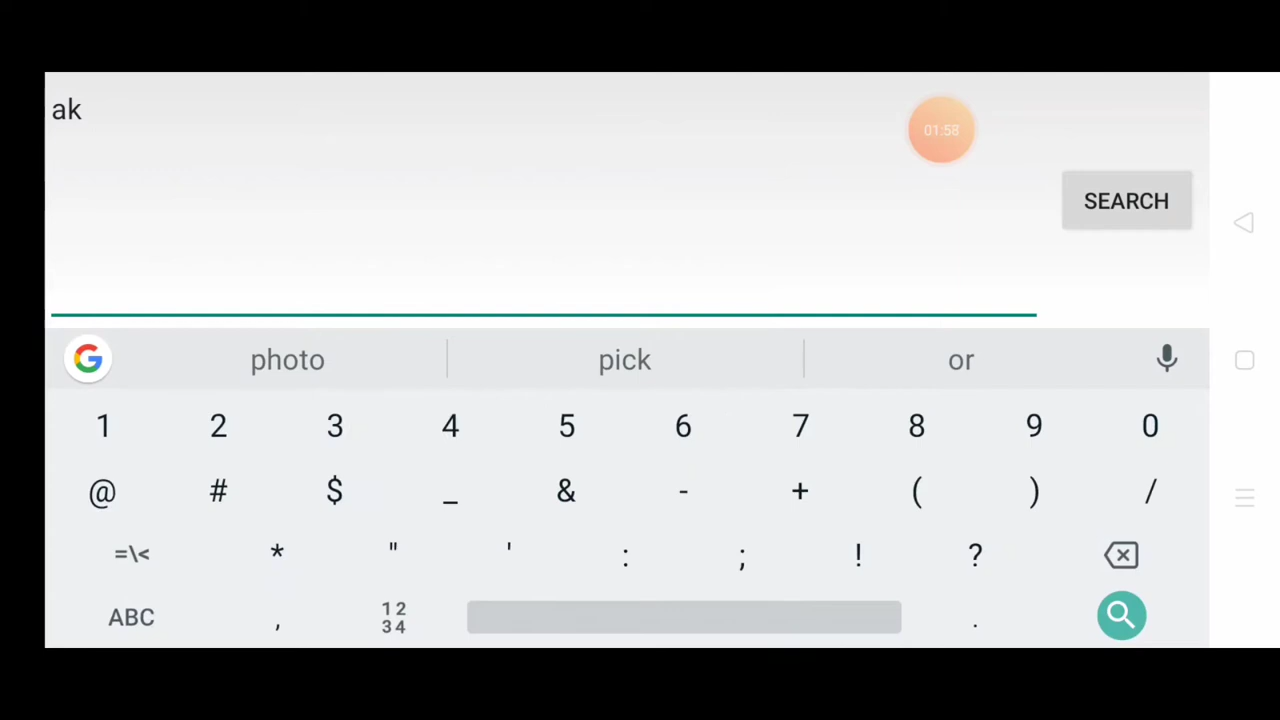 ak
01:58
SEARCH
G photo pick or
1 2 3 4 5 6 7 8 9 0
@ # $ _ & - + ( ) /
=\< * " ' : ; ! ?
ABC , 12 34 .